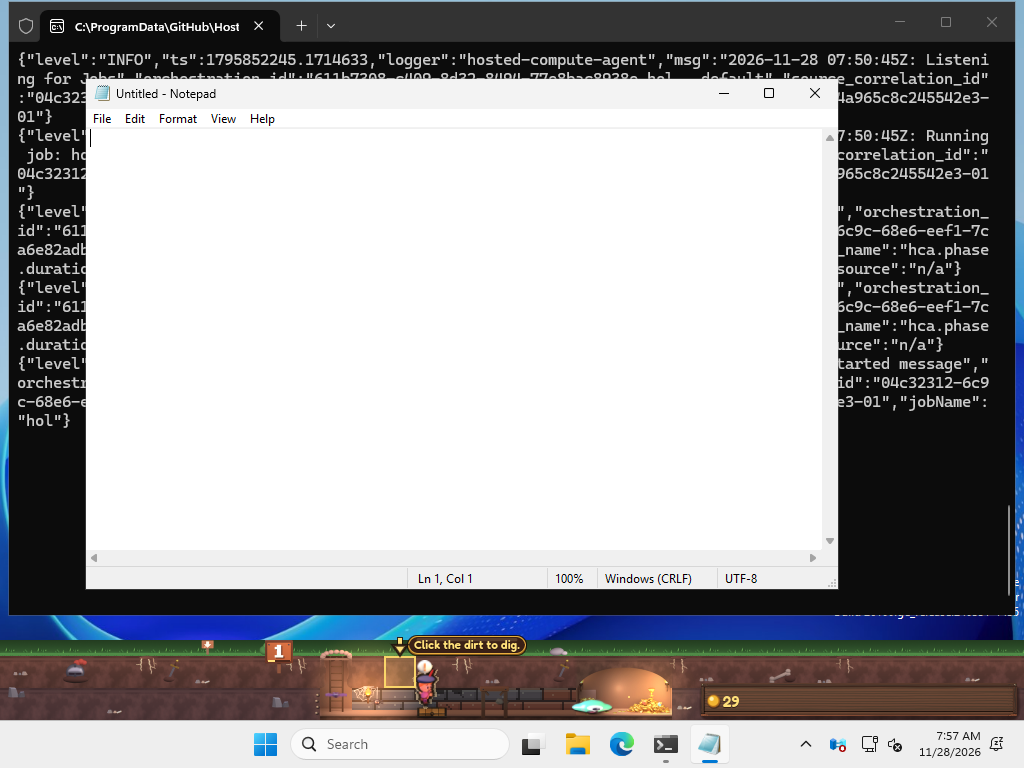 C:\ProgramData\GitHub\Host
{"level":"INFO","ts":1795852245.1714633,"logger":"hosted-compute-agent","msg":"2026-11-28 07:50:45Z: Listeni
ng for Jobs"
:"04c323
4a965c8c245542e3-
01"}
{"level"
07:50:45Z: Running
job: ho
correlation_id":"
04c32312
965c8c245542e3-01
"}
{"level"
","orchestration_
id":"611
6c9c-68e6-eef1-7c
a6e82adb
_name":"hca.phase
.duratio
source":"n/a"}
{"level"
","orchestration_
id":"611
6c9c-68e6-eef1-7c
a6e82adb
_name":"hca.phase
.duratio
urce":"n/a"}
{"level"
tarted message","
orchestr
id":"04c32312-6c9
c-68e6-e
e3-01","jobName":
"hol"}
Untitled - Notepad
File Edit Format View Help
Ln 1, Col 1 100% Windows (CRLF) UTF-8
1
Click the dirt to dig.
29
Search
7:57 AM
11/28/2026